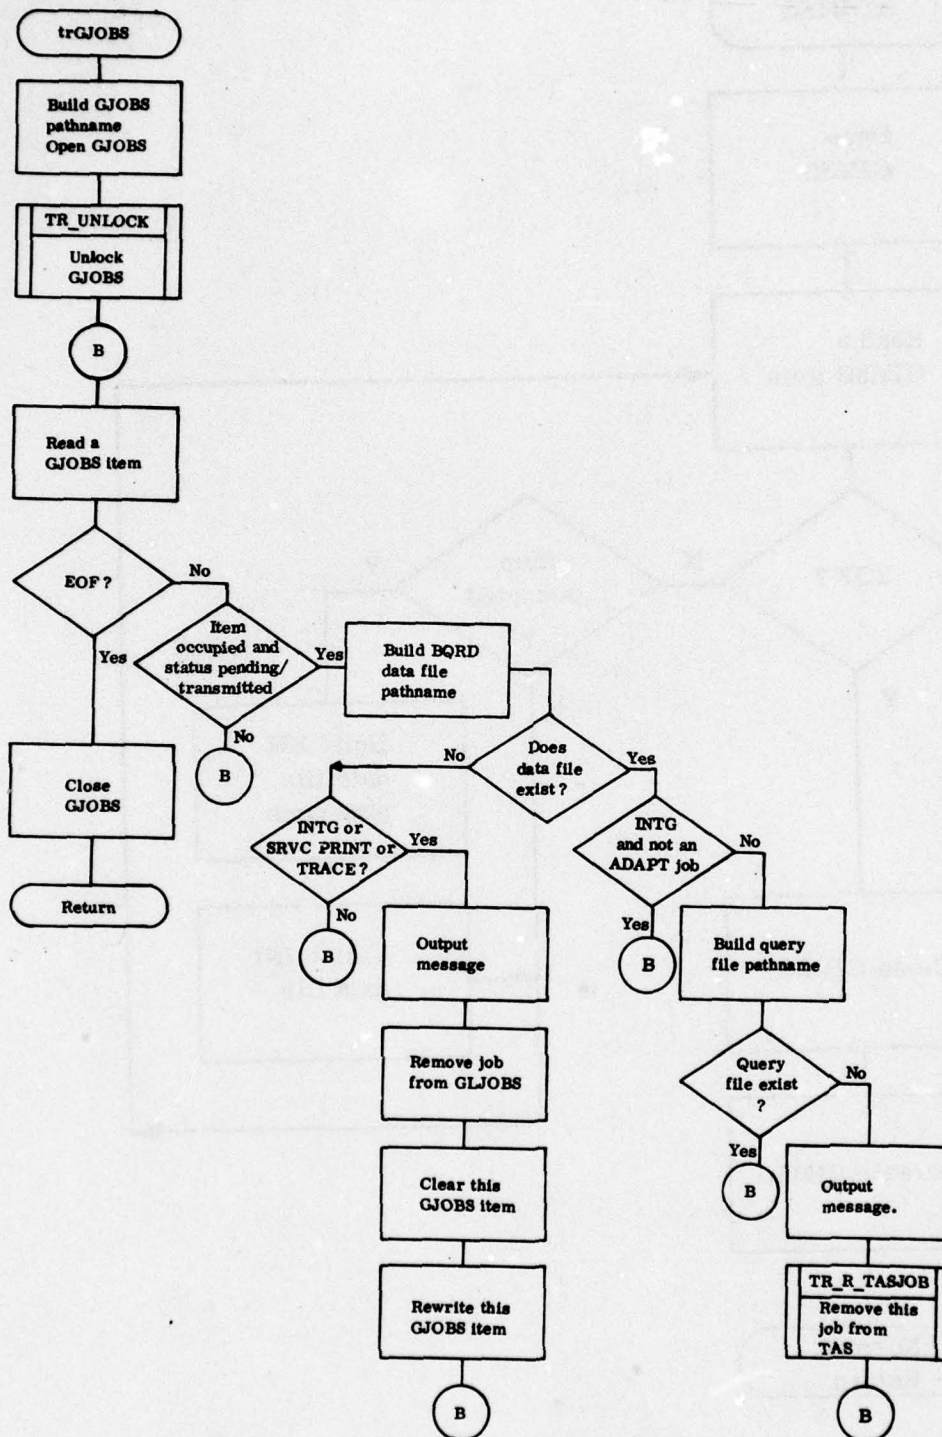 trGJOBS
Build GJOBS
pathname
Open GJOBS
TR_UNLOCK
Unlock
GJOBS
B
Read a
GJOBS item
EOF?
No
Yes
Item
occupied and
status pending/
transmitted
Yes
No
B
Build BQRD
data file
pathname
Close
GJOBS
Return
Does
data file
exist?
No
Yes
INTG or
SRVC PRINT or
TRACE?
Yes
No
B
INTG
and not an
ADAPT job
No
Yes
B
Output
message
Remove job
from GLJOBS
Clear this
GJOBS item
Rewrite this
GJOBS item
B
Build query
file pathname
Query
file exist
?
No
Yes
B
Output
message.
TR_R_TASJOB
Remove this
job from
TAS
B